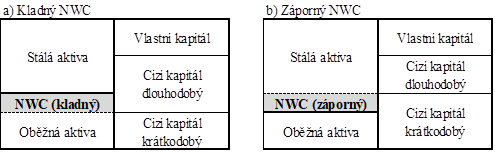 a) Kladný NWC
Stálá aktiva
NWC (kladný)
Oběžná aktiva
Vlastní kapitál
Cizí kapitál
dlouhodobý
Cizí kapitál
krátkodobý
b) Záporný NWC
Stálá aktiva
NWC (záporný)
Oběžná aktiva
Vlastní kapitál
Cizí kapitál
dlouhodobý
Cizí kapitál
krátkodobý